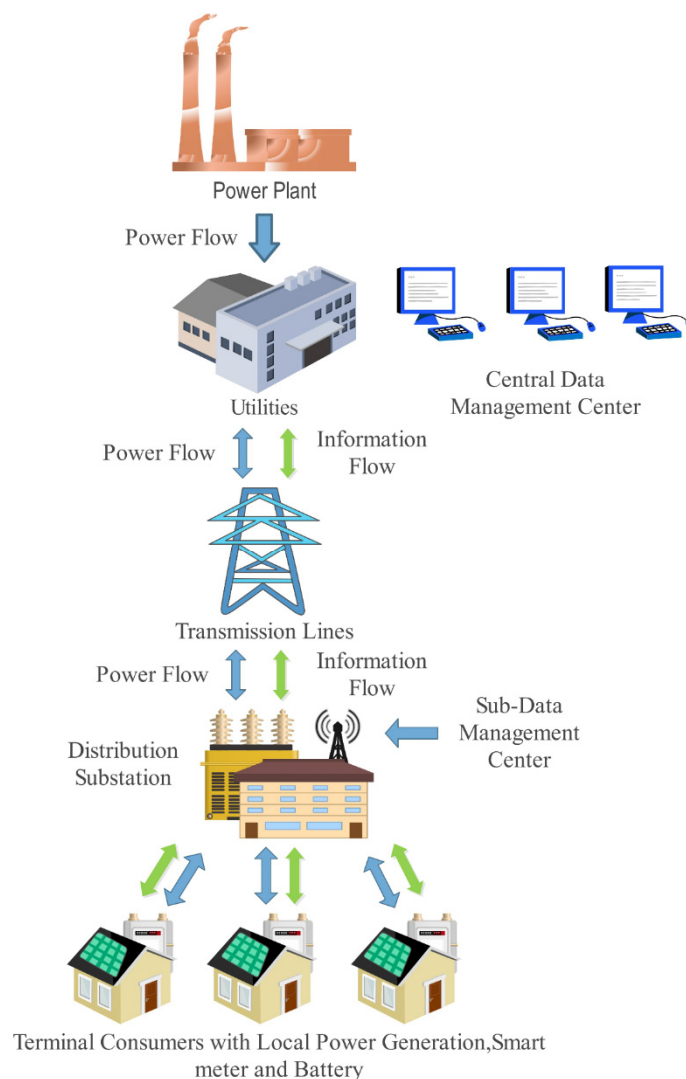 Power Plant
Power Flow
Utilities
Central Data
Management Center
Power Flow
Information
Flow
Transmission Lines
Power Flow
Information
Flow
Distribution
Substation
Sub-Data
Management
Center
Terminal Consumers with Local Power Generation,Smart
meter and Battery